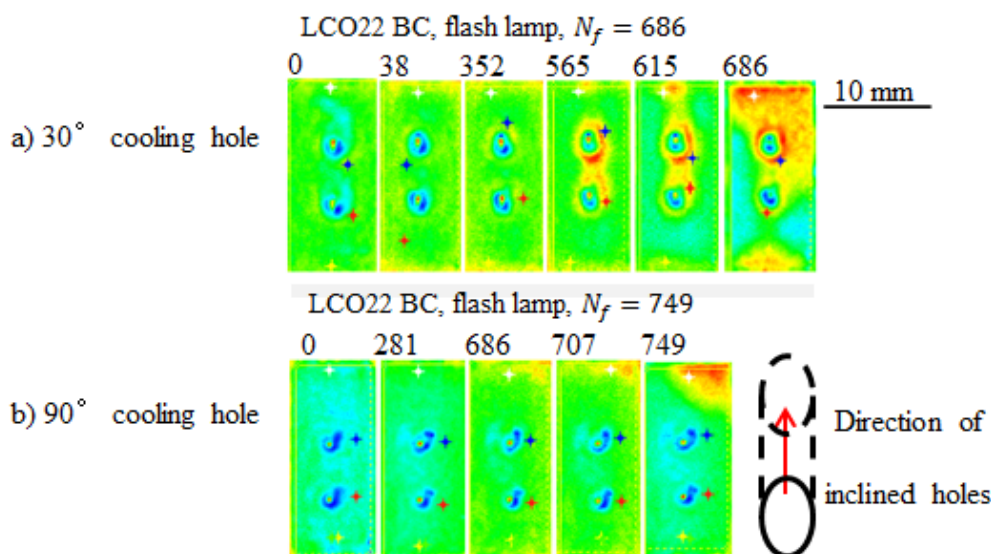 LCO22 BC, flash lamp, N_f = 686
0 38 352 565 615 686
10 mm
a) 30° cooling hole
LCO22 BC, flash lamp, N_f = 749
0 281 686 707 749
b) 90° cooling hole
Direction of
inclined holes